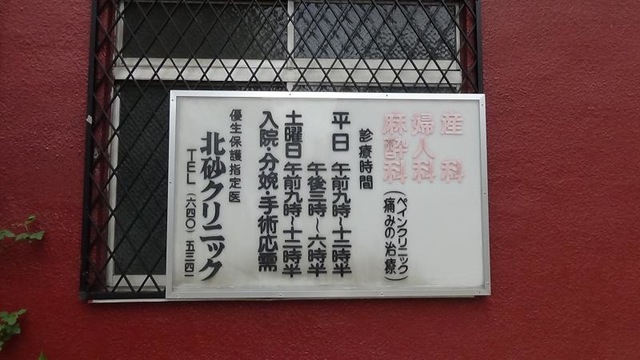 産科
婦人科
麻酔科(ペインクリニック 痛みの治療)
診療時間
平日 午前九時〜十二時半
午後三時〜六時半
土曜日 午前九時〜十二時半
入院・分娩・手術応需
優生保護指定医
北砂クリニック
TEL(六四〇)五三四二